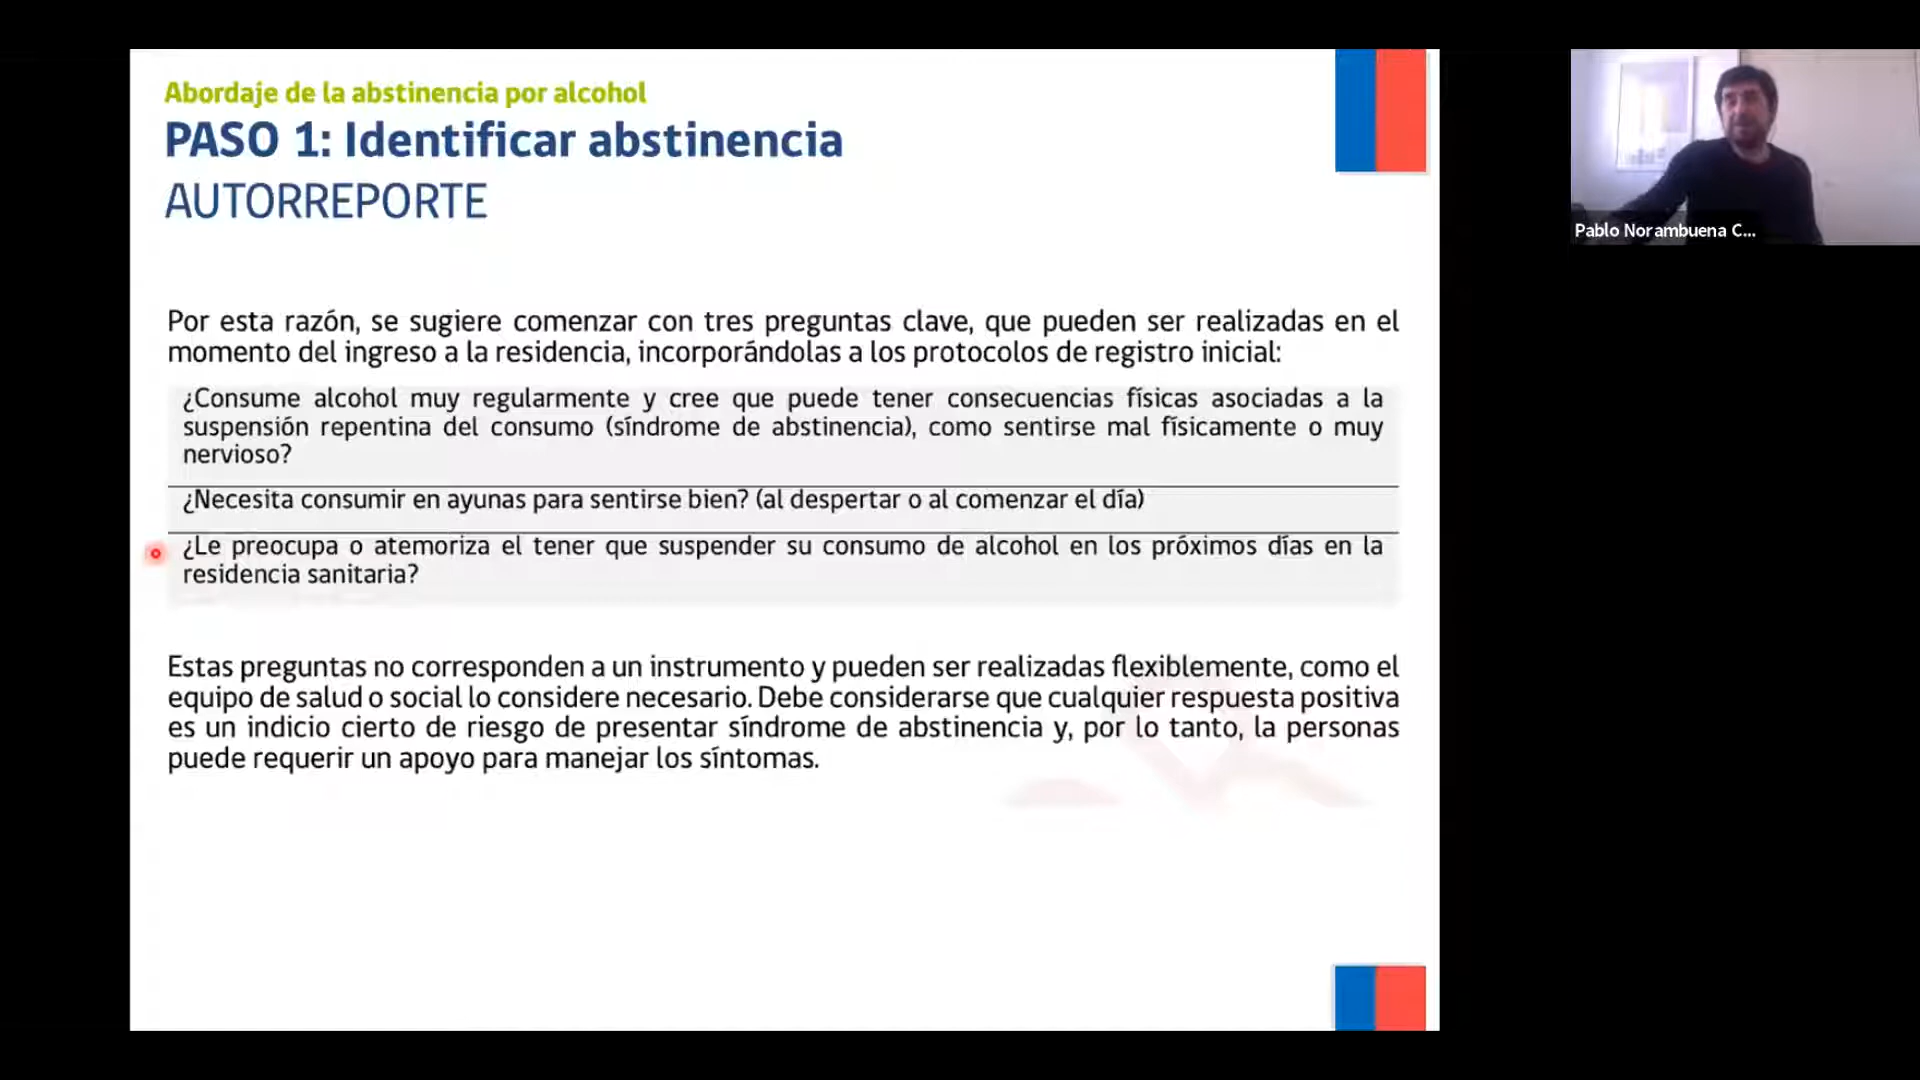 Abordaje de la abstinencia por alcohol
PASO 1: Identificar abstinencia
AUTORREPORTE
Por esta razón, se sugiere comenzar con tres preguntas clave, que pueden ser realizadas en el
momento del ingreso a la residencia, incorporándolas a los protocolos de registro inicial:
¿Consume alcohol muy regularmente y cree que puede tener consecuencias físicas asociadas a la
suspensión repentina del consumo (síndrome de abstinencia), como sentirse mal físicamente o muy
nervioso?
¿Necesita consumir en ayunas para sentirse bien? (al despertar o al comenzar el día)
¿Le preocupa o atemoriza el tener que suspender su consumo de alcohol en los próximos días en la
residencia sanitaria?
Estas preguntas no corresponden a un instrumento y pueden ser realizadas flexiblemente, como el
equipo de salud o social lo considere necesario. Debe considerarse que cualquier respuesta positiva
es un indicio cierto de riesgo de presentar síndrome de abstinencia y, por lo tanto, la personas
puede requerir un apoyo para manejar los síntomas.
Pablo Norambuena C...